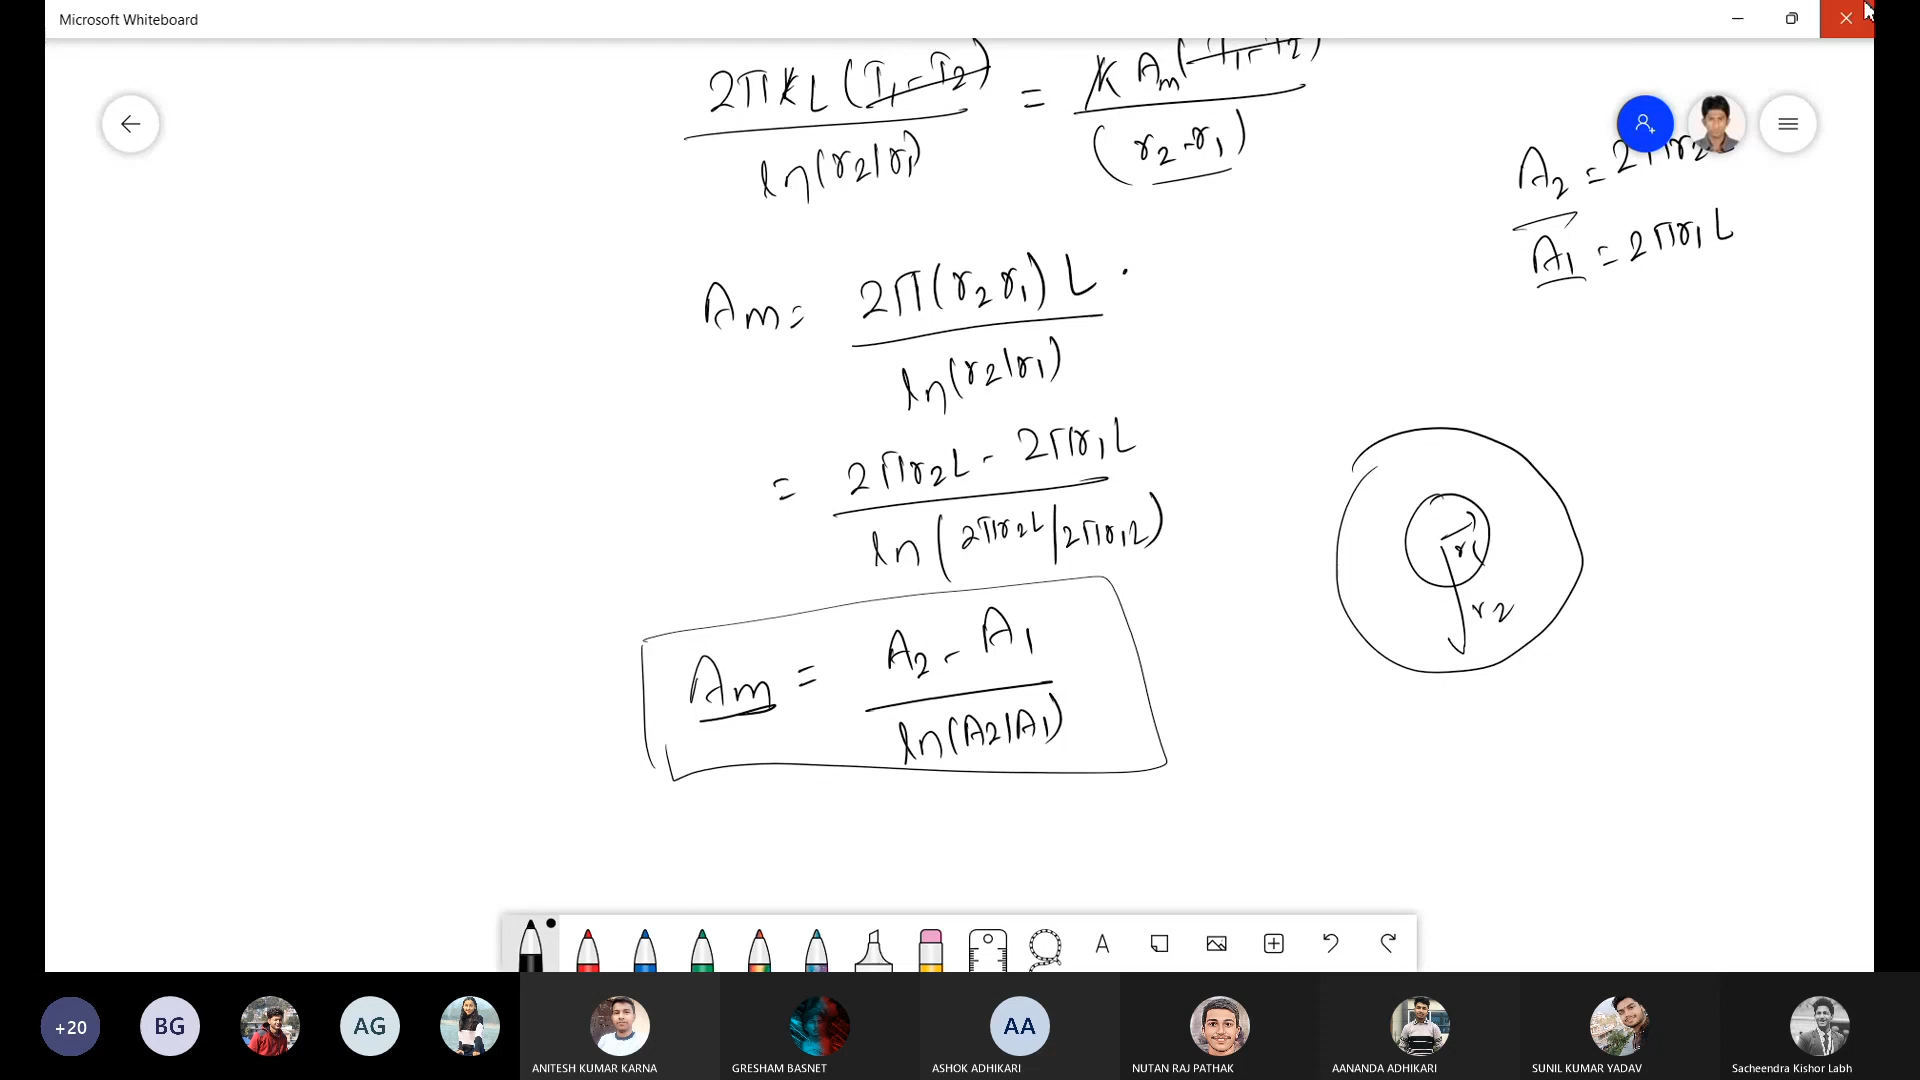 Microsoft Whiteboard
2πkL(T1-T2) / ln(r2/r1) = kAm(T1-T2) / (r2-r1)
A2 = 2πr2
A1 = 2πr1L
Am = 2π(r2r1)L / ln(r2/r1)
= 2πr2L - 2πr1L / ln(2πr2L/2πr1L)
Am = A2 - A1 / ln(A2/A1)
r1
r2
A
+20
BG
AG
AA
ANITESH KUMAR KARNA
GRESHAM BASNET
ASHOK ADHIKARI
NUTAN RAJ PATHAK
AANANDA ADHIKARI
SUNIL KUMAR YADAV
Sacheendra Kishor Labh